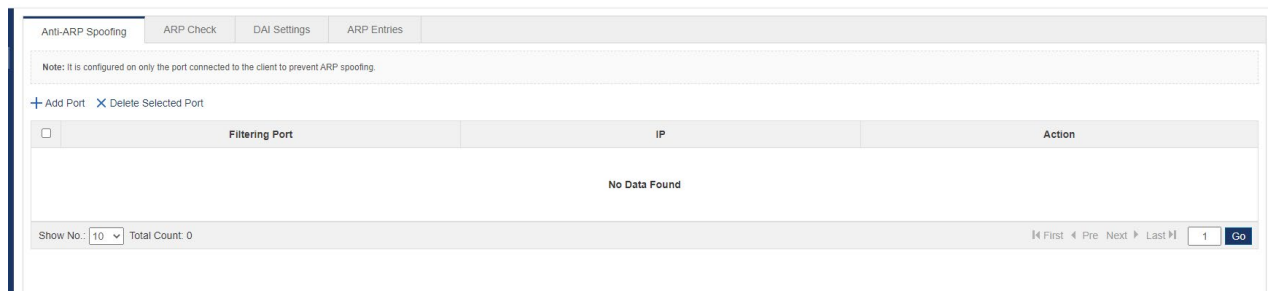 Anti-ARP Spoofing ARP Check DAI Settings ARP Entries
Note: It is configured on only the port connected to the client to prevent ARP spoofing.
Add Port Delete Selected Port
Filtering Port IP Action
No Data Found
Show No.: 10 Total Count: 0 First Pre Next Last 1 Go